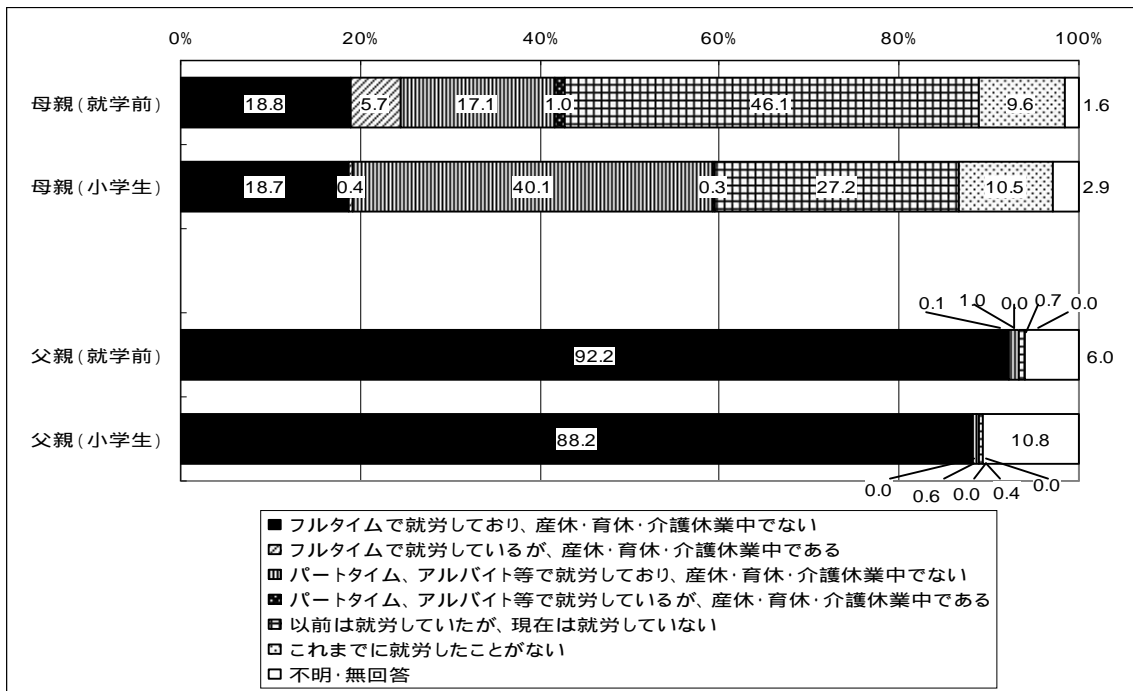 0% 20% 40% 60% 80% 100%
母親(就学前) 18.8 5.7 17.1 1.0 46.1 9.6 1.6
母親(小学生) 18.7 0.4 40.1 0.3 27.2 10.5 2.9
0.1 1.0 0.0 0.7 0.0
父親(就学前) 92.2 6.0
父親(小学生) 88.2 10.8
0.0 0.6 0.0 0.4 0.0
フルタイムで就労しており、産休・育休・介護休業中でない
フルタイムで就労しているが、産休・育休・介護休業中である
パートタイム、アルバイト等で就労しており、産休・育休・介護休業中でない
パートタイム、アルバイト等で就労しているが、産休・育休・介護休業中である
以前は就労していたが、現在は就労していない
これまでに就労したことがない
不明・無回答